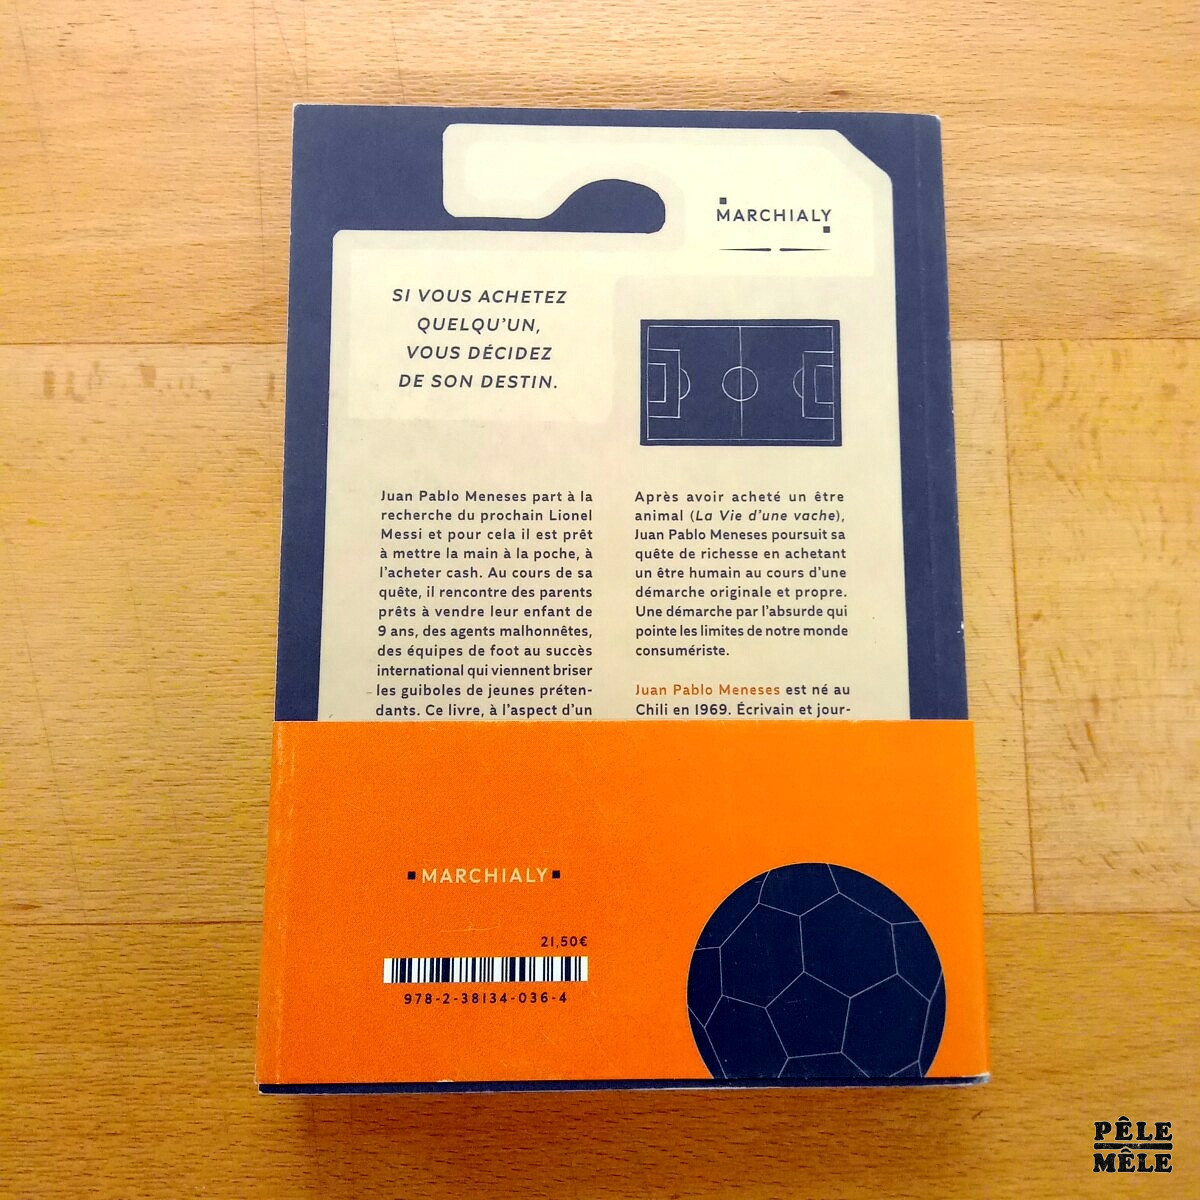 MARCHIALY
SI VOUS ACHETEZ
QUELQU'UN,
VOUS DÉCIDEZ
DE SON DESTIN.
Juan Pablo Meneses part à la
recherche du prochain Lionel
Messi et pour cela il est prêt
à mettre la main à la poche, à
l'acheter cash. Au cours de sa
quête, il rencontre des parents
prêts à vendre leur enfant de
9 ans, des agents malhonnêtes,
des équipes de foot au succès
international qui viennent briser
les guiboles de jeunes préten-
dants. Ce livre, à l'aspect d'un
Après avoir acheté un être
animal (La Vie d'une vache),
Juan Pablo Meneses poursuit sa
quête de richesse en achetant
un être humain au cours d'une
démarche originale et propre.
Une démarche par l'absurde qui
pointe les limites de notre monde
consumériste.
Juan Pablo Meneses est né au
Chili en 1969. Écrivain et jour-
MARCHIALY
21,50€
978-2-38134-036-4
PÊLE
MÊLE